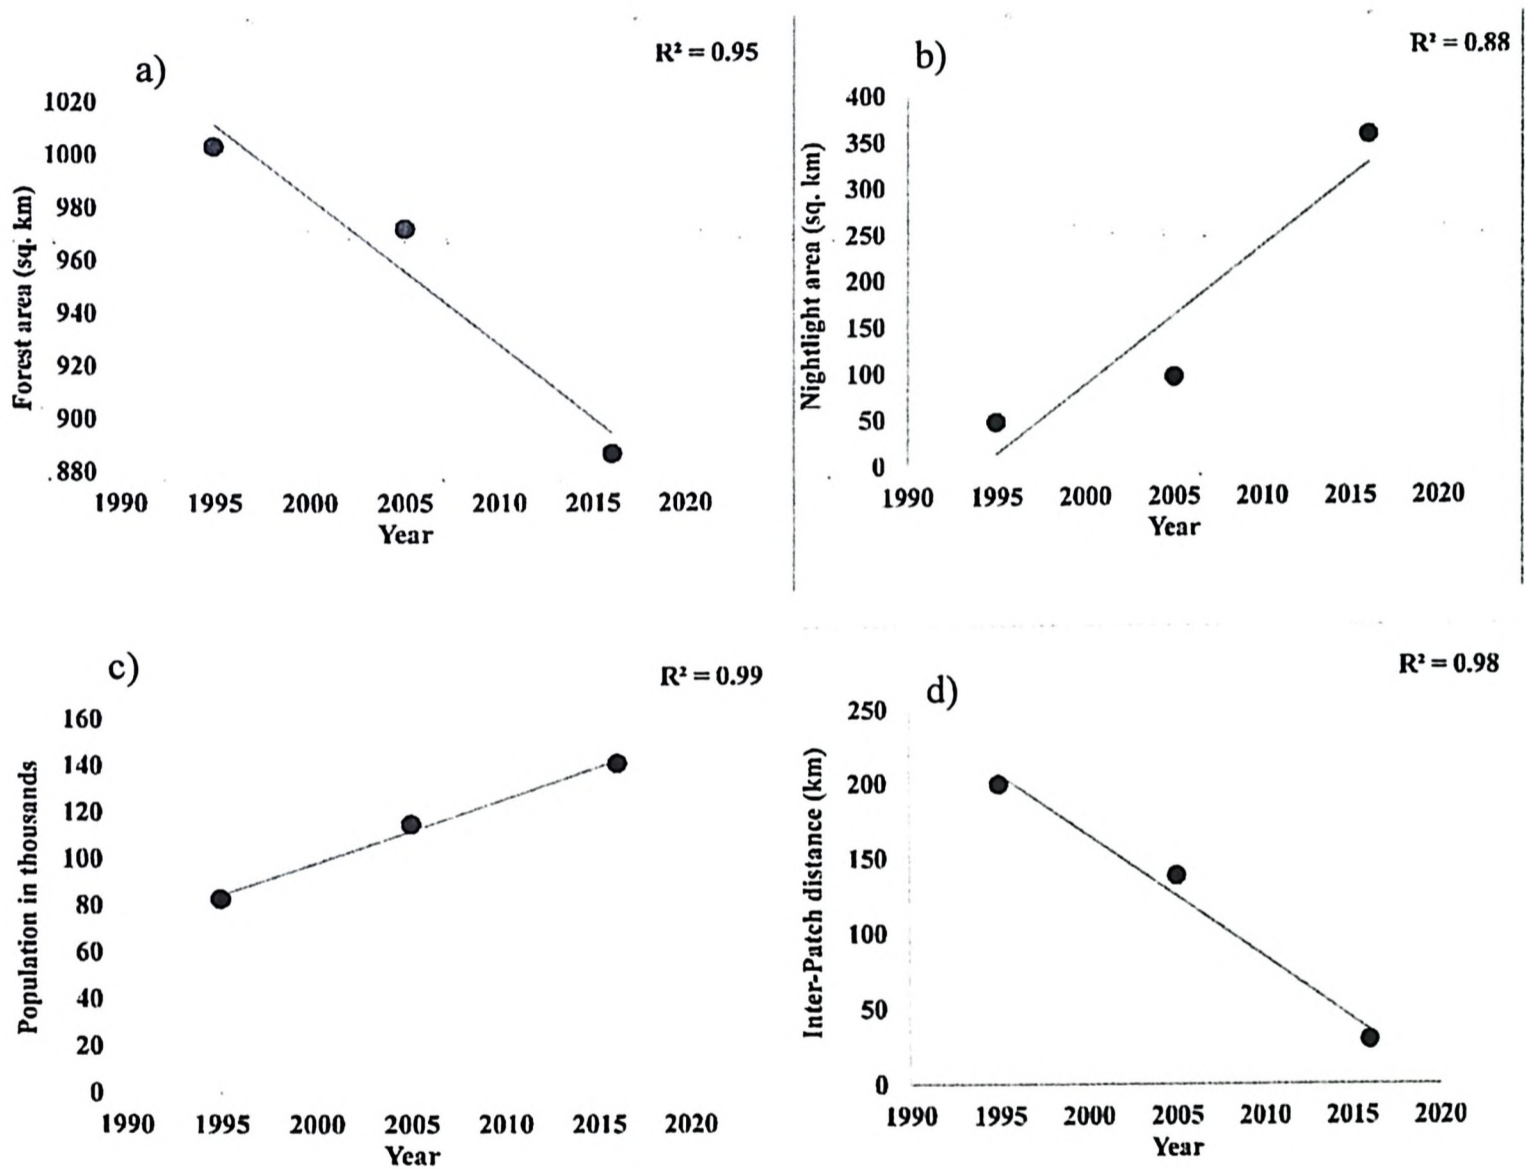 a)
R² = 0.95
1020
1000
980
960
940
920
900
880
Forest area (sq. km)
1990 1995 2000 2005 2010 2015 2020
Year
b)
R² = 0.88
400
350
300
250
200
150
100
50
0
Nightlight area (sq. km)
1990 1995 2000 2005 2010 2015 2020
Year
c)
R² = 0.99
160
140
120
100
80
60
40
20
0
Population in thousands
1990 1995 2000 2005 2010 2015 2020
Year
d)
R² = 0.98
250
200
150
100
50
0
Inter-Patch distance (km)
1990 1995 2000 2005 2010 2015 2020
Year